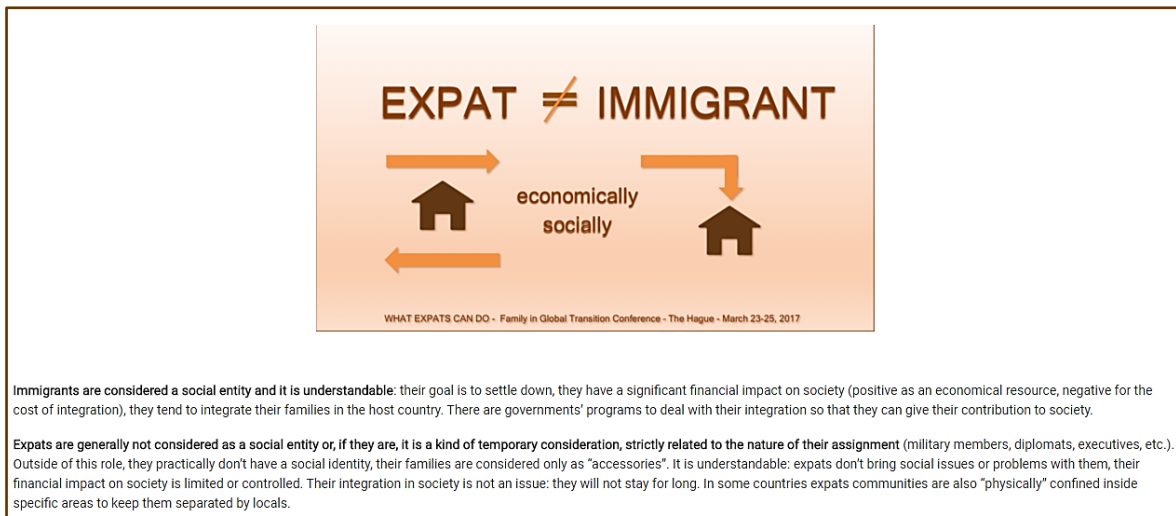 EXPAT ≠ IMMIGRANT
economically
socially
WHAT EXPATS CAN DO - Family in Global Transition Conference - The Hague - March 23-25, 2017
Immigrants are considered a social entity and it is understandable: their goal is to settle down, they have a significant financial impact on society (positive as an economical resource, negative for the
cost of integration), they tend to integrate their families in the host country. There are governments' programs to deal with their integration so that they can give their contribution to society.
Expats are generally not considered as a social entity or, if they are, it is a kind of temporary consideration, strictly related to the nature of their assignment (military members, diplomats, executives, etc.).
Outside of this role, they practically don't have a social identity, their families are considered only as “accessories”. It is understandable: expats don't bring social issues or problems with them, their
financial impact on society is limited or controlled. Their integration in society is not an issue: they will not stay for long. In some countries expats communities are also “physically” confined inside
specific areas to keep them separated by locals.